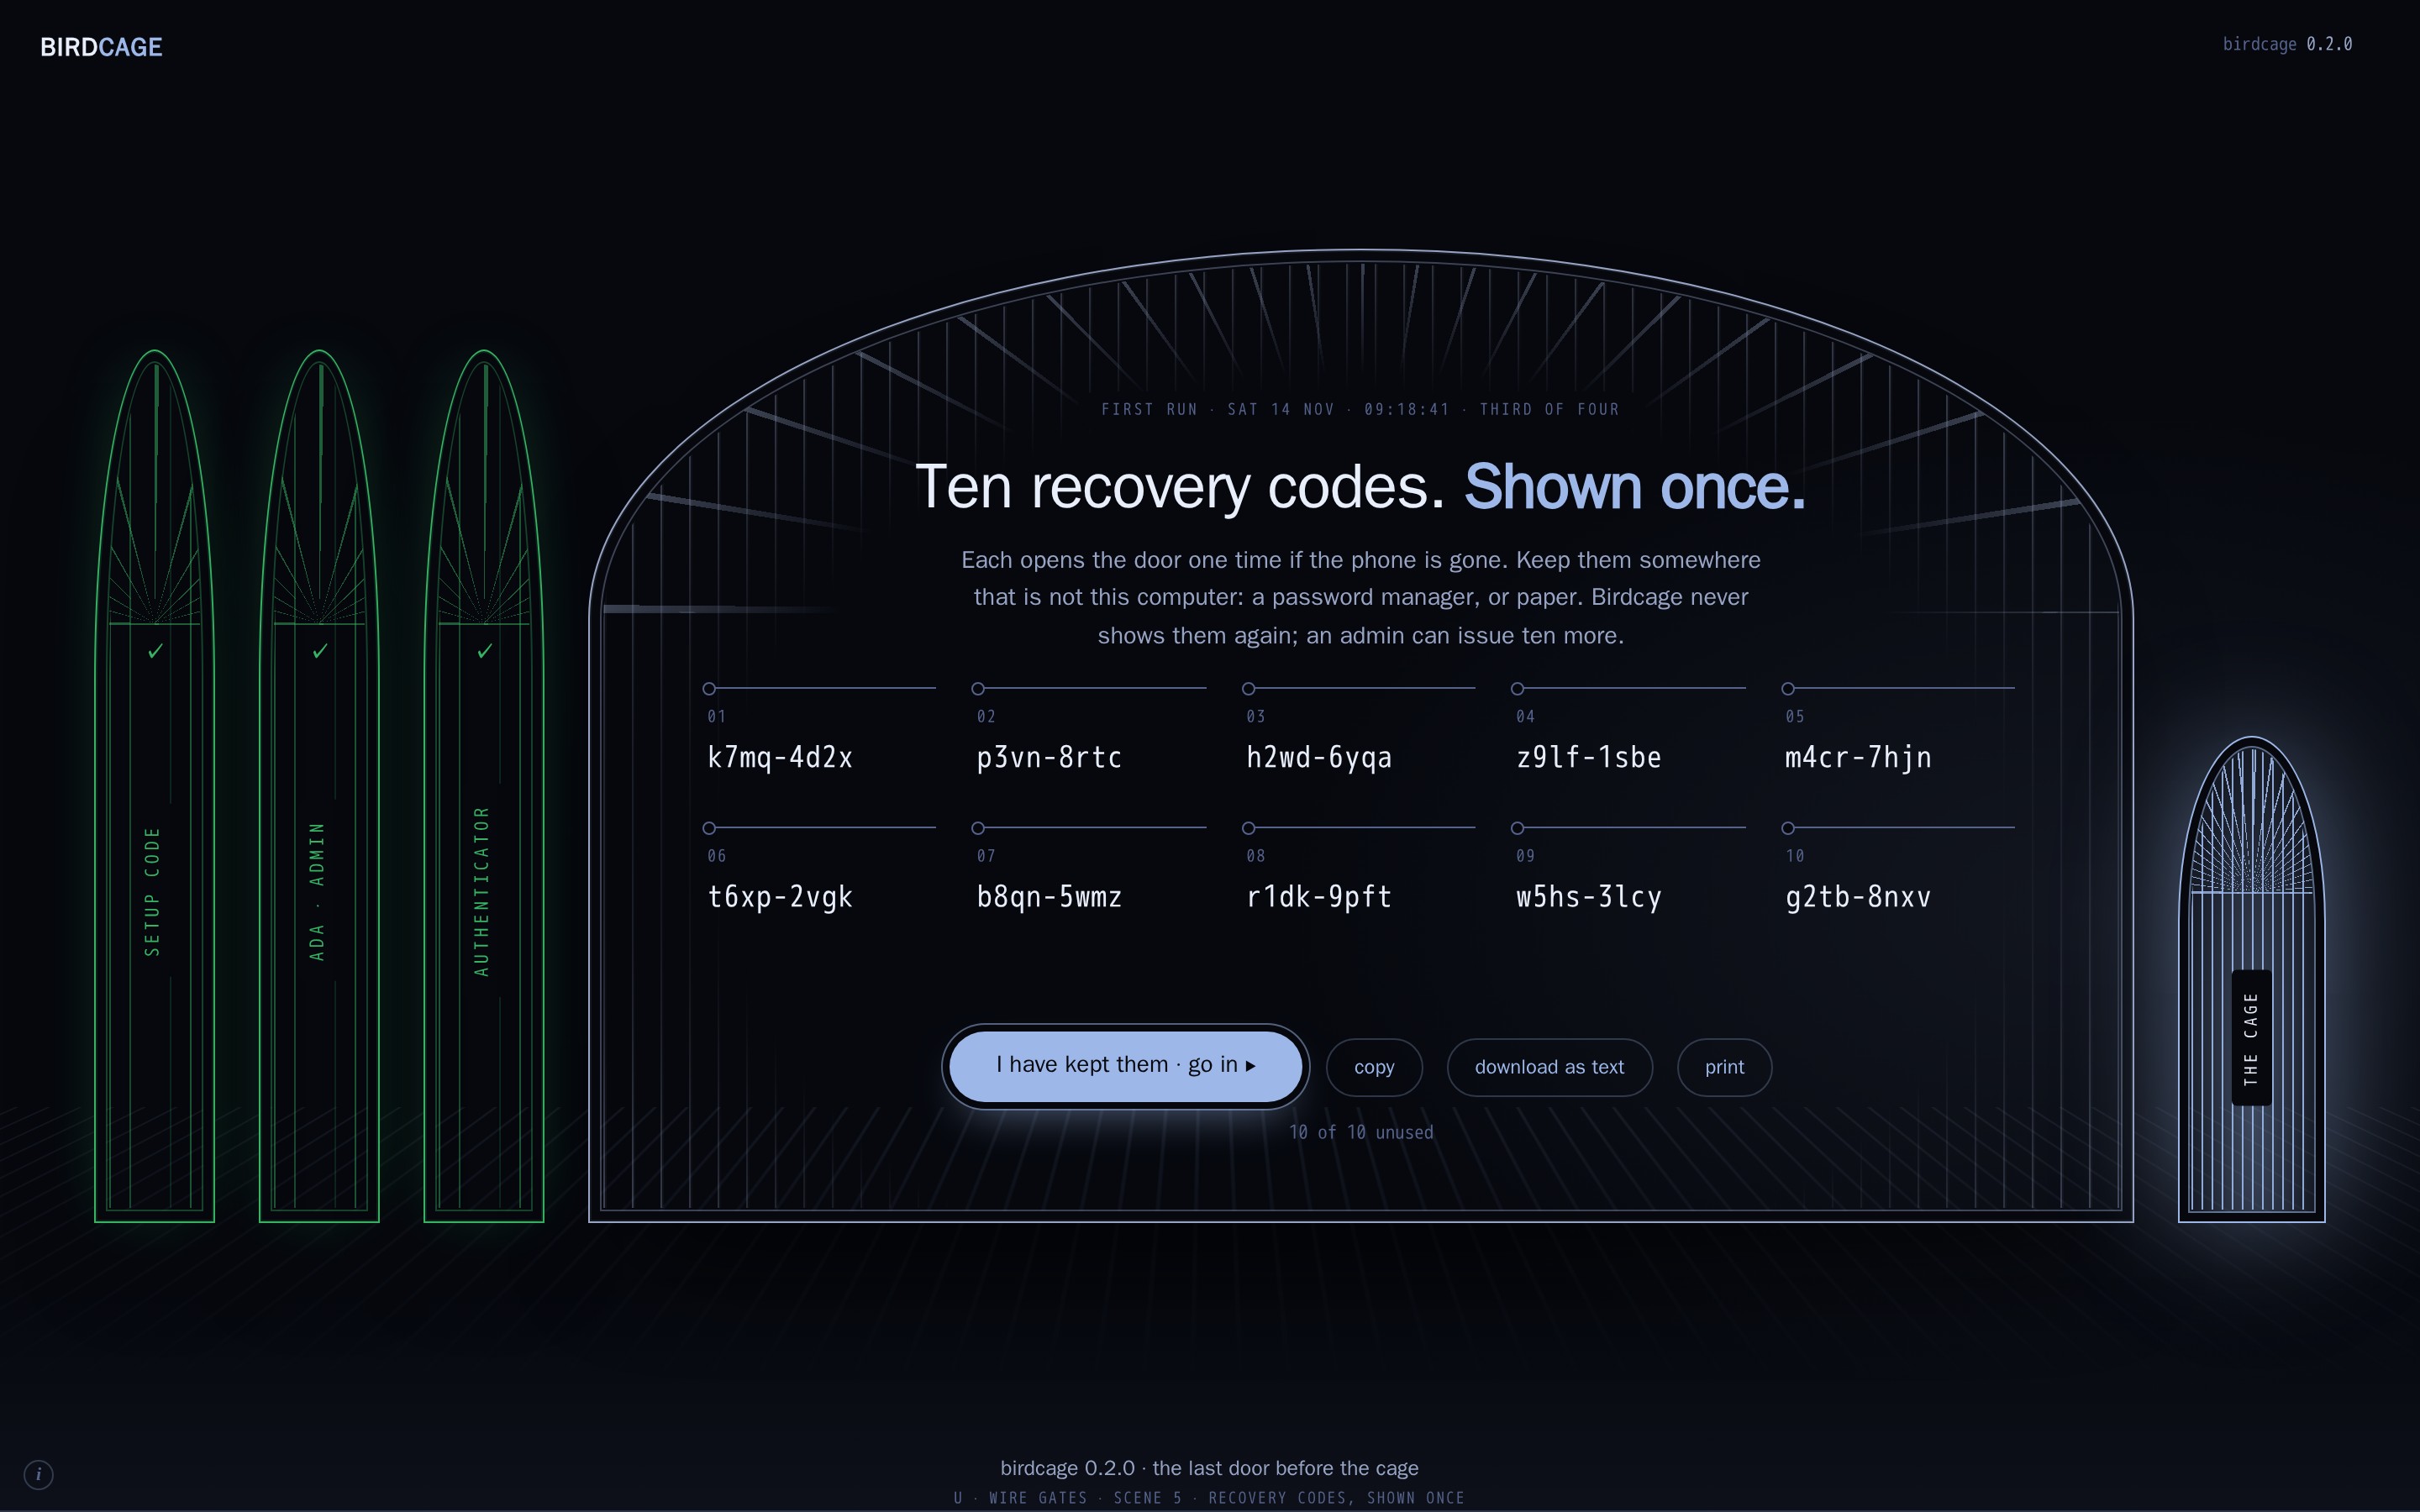 BIRDCAGE
birdcage 0.2.0
FIRST RUN · SAT 14 NOV · 09:18:41 · THIRD OF FOUR
Ten recovery codes. Shown once.
Each opens the door one time if the phone is gone. Keep them somewhere
that is not this computer: a password manager, or paper. Birdcage never
shows them again; an admin can issue ten more.
✓ ✓ ✓
SETUP CODE
ADA · ADMIN
AUTHENTICATOR
01 02 03 04 05
k7mq-4d2x p3vn-8rtc h2wd-6yqa z9lf-1sbe m4cr-7hjn
06 07 08 09 10
t6xp-2vgk b8qn-5wmz r1dk-9pft w5hs-3lcy g2tb-8nxv
THE CAGE
I have kept them · go in ▸ copy download as text print
10 of 10 unused
i
birdcage 0.2.0 · the last door before the cage
U · WIRE GATES · SCENE 5 · RECOVERY CODES, SHOWN ONCE